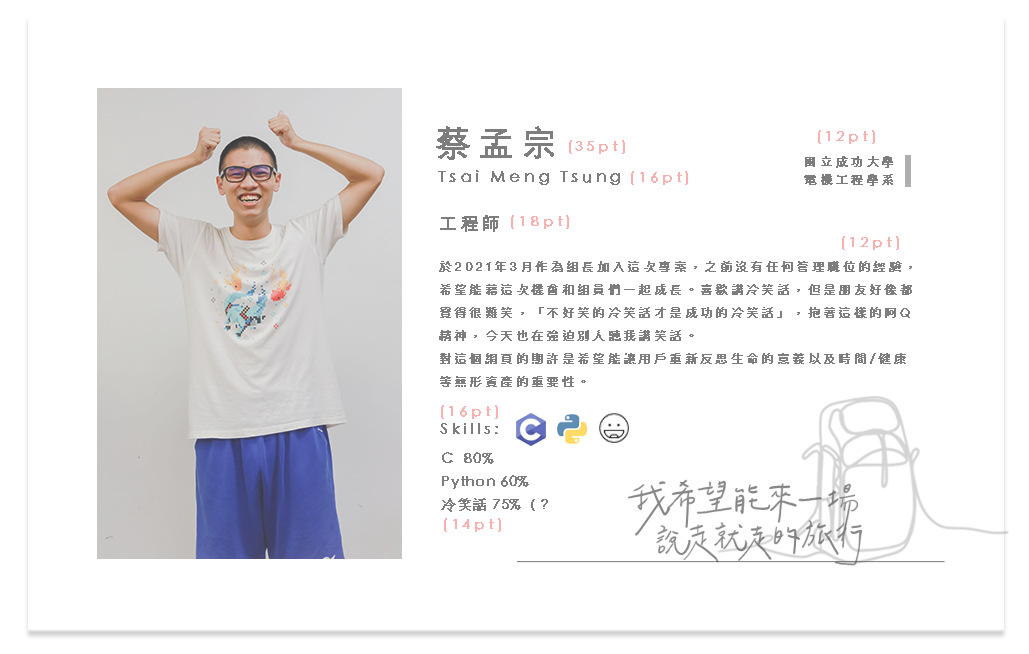 蔡孟宗 (35pt)
Tsai Meng Tsung (16pt)
(12pt)
國立成功大學
電機工程學系
工程師 (18pt)
(12pt)
於2021年3月作為組長加入這次專案，之前沒有任何管理職位的經驗，
希望能藉這次機會和組員們一起成長。喜歡講冷笑話，但是朋友好像都
覺得很難笑，「不好笑的冷笑話才是成功的冷笑話」，抱著這樣的阿Q
精神，今天也在強迫別人聽我講笑話。
對這個網頁的期許是希望能讓用戶重新反思生命的意義以及時間/健康
等無形資產的重要性。
(16pt)
Skills:
C
C 80%
Python 60%
冷笑話 75% (?
(14pt)
我希望能來一場
說走就走的旅行